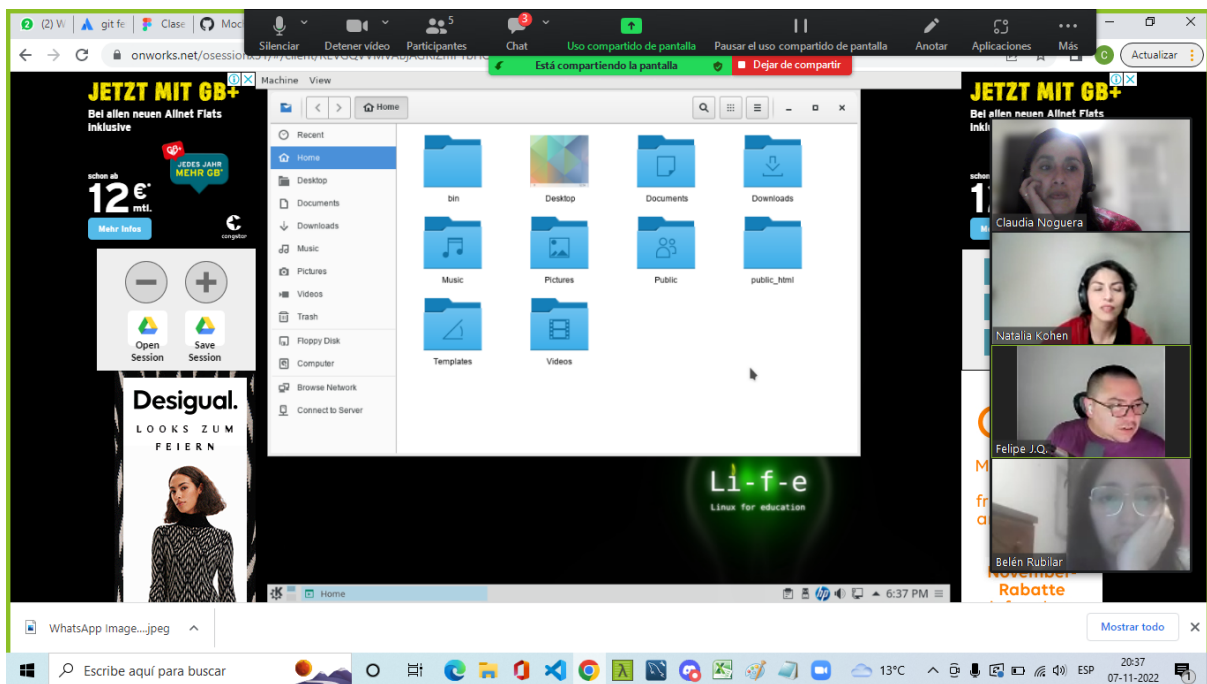 (2) W
git fe
Clase
Moc
5
3
Silenciar
Detener vídeo
Participantes
Chat
Uso compartido de pantalla
Pausar el uso compartido de pantalla
Anotar
Aplicaciones
Más
onworks.net/osession
C
Actualizar
Está compartiendo la pantalla
Dejar de compartir
Machine View
JETZT MIT GB+
Bei allen neuen Allnet Flats
inklusive
GB+
JEDES JAHR
MEHR GB*
schon ab
12 €*
mtl.
Mehr Infos
congstar
Open
Session
Save
Session
Desigual.
LOOKS ZUM
FEIERN
Home
Recent
Home
Desktop
Documents
Downloads
Music
Pictures
Videos
Trash
Floppy Disk
Computer
Browse Network
Connect to Server
bin
Desktop
Documents
Downloads
Music
Pictures
Public
public_html
Templates
Videos
Li-f-e
Linux for education
Home
6:37 PM
JETZT MIT GB+
Bei allen neuen Allnet Flats
schon
Claudia Noguera
Natalia Kohen
Felipe J.Q.
Belén Rubilar
November-
Rabatte
WhatsApp Image....jpeg
Mostrar todo
Escribe aquí para buscar
13°C
ESP
20:37
07-11-2022
1